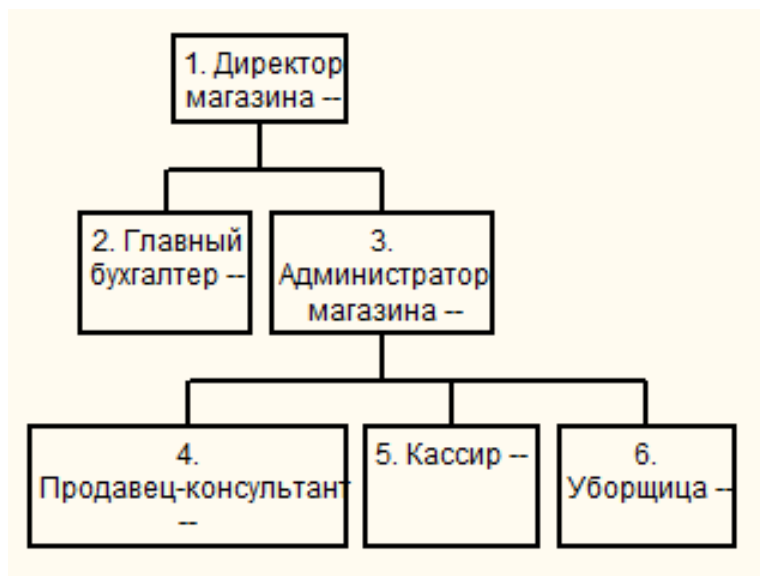 1. Директор
магазина --
2. Главный
бухгалтер --
3.
Администратор
магазина --
4.
Продавец-консультант
--
5. Кассир --
6.
Уборщица --